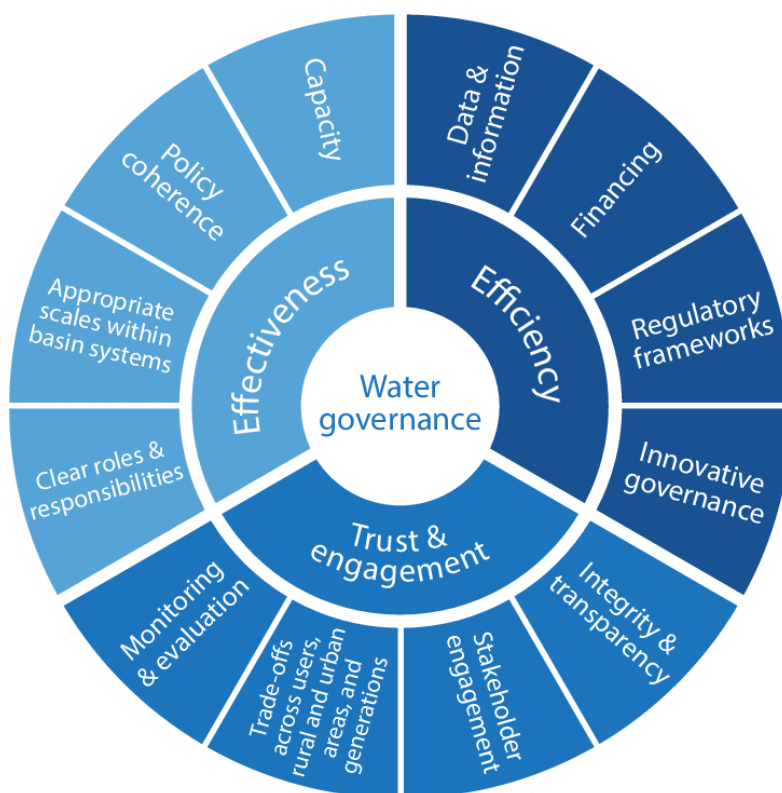 Water
governance
Effectiveness
Efficiency
Trust &
engagement
Capacity
Policy
coherence
Appropriate
scales within
basin systems
Clear roles &
responsibilities
Data &
information
Financing
Regulatory
frameworks
Innovative
governance
Integrity &
transparency
Stakeholder
engagement
Trade-offs
across users,
rural and urban
areas, and
generations
Monitoring
& evaluation